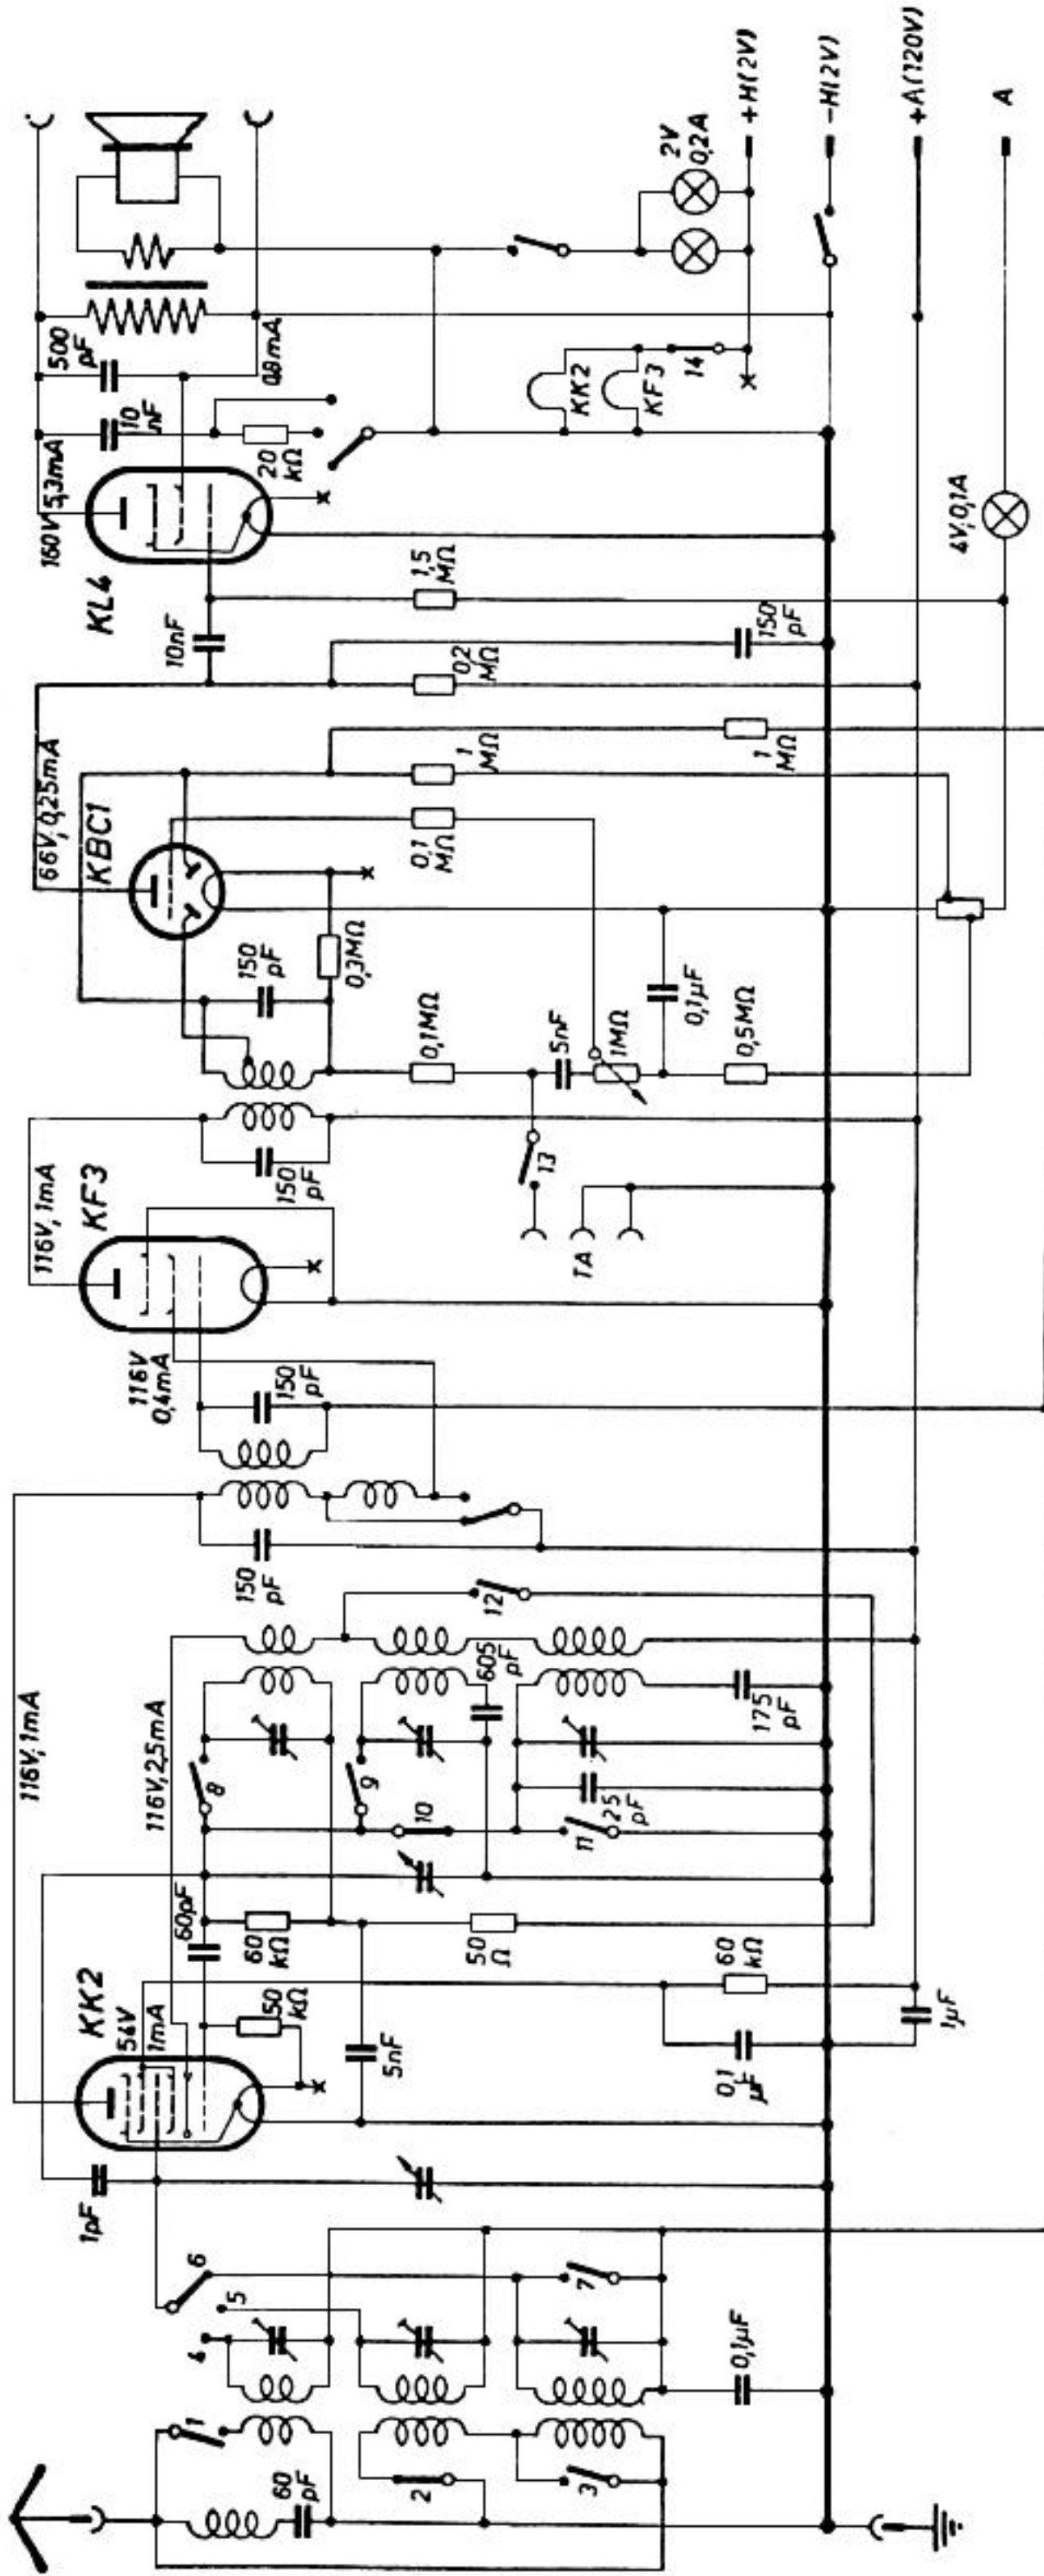 1pF
KK2
54V
1mA
116V, 1mA
116V, 2,5mA
60pF
60
kΩ
50
kΩ
5nF
50
Ω
60
kΩ
0,1
µF
1µF
1
2
3
4
5
6
7
8
9
10
11
12
60
pF
0,1µF
25
pF
605
pF
175
pF
150
pF
116V
0,4mA
150
pF
KF3
116V, 1mA
150
pF
150
pF
0,3MΩ
0,1MΩ
13
TA
5nF
1MΩ
0,1µF
0,5MΩ
KBC1
66V, 0,25mA
0,1
MΩ
1
MΩ
1
MΩ
0,2
MΩ
150
pF
10nF
1,5
MΩ
KL4
160V 5,3mA
10
nF
500
pF
20
kΩ
0,8mA
KK2
KF3
14
2V
0,2A
+H(2V)
-H(2V)
+A(120V)
A
4V, 0,1A